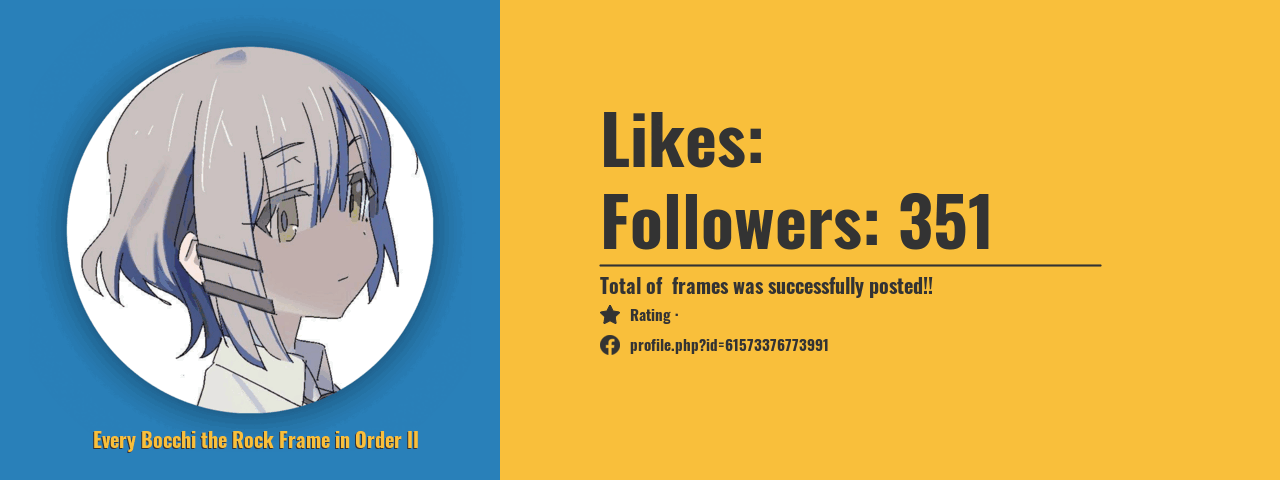 Likes:
Followers: 351
Total of  frames was successfully posted!!
Rating ·
profile.php?id=61573376773991
Every Bocchi the Rock Frame in Order II